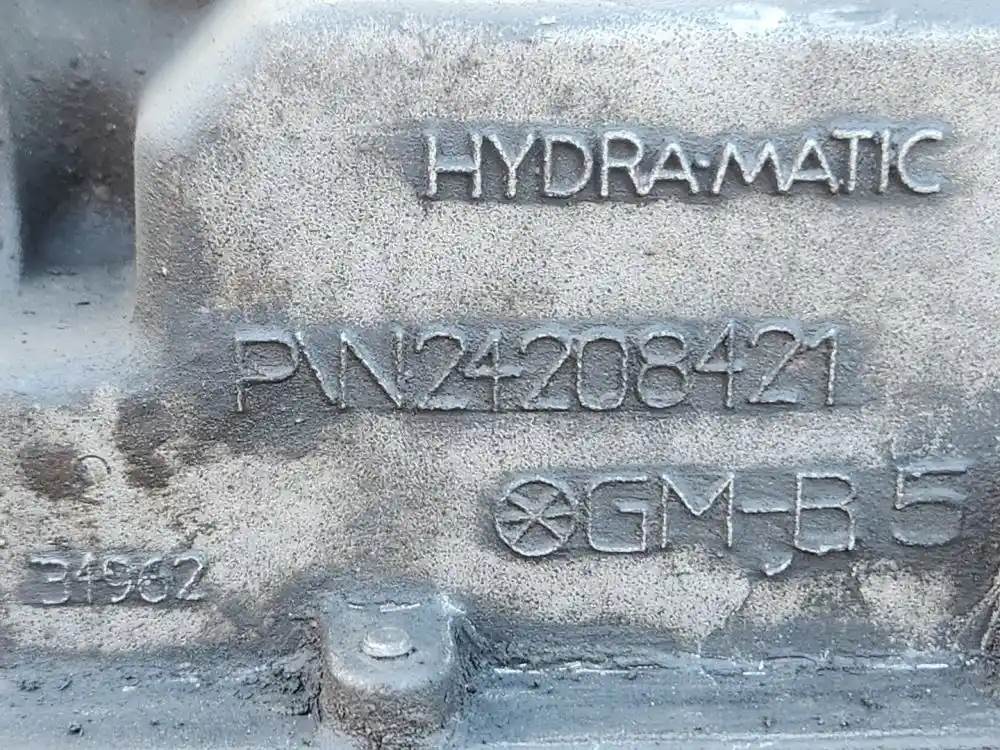 HYDRA-MATIC
P\N24208421
GM-B 5
34962